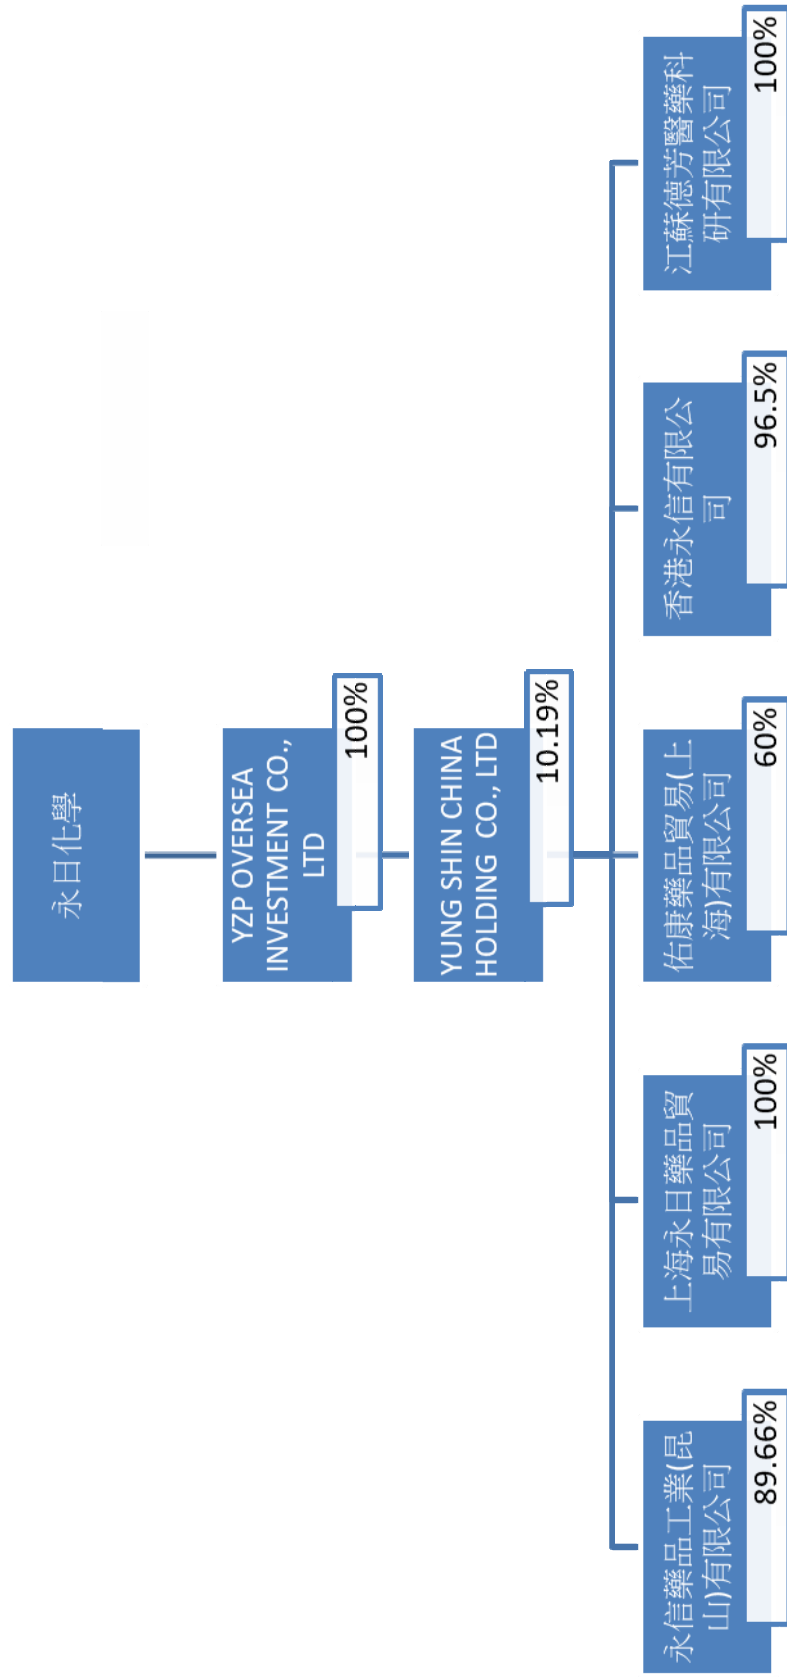 永日化學
YZP OVERSEA
INVESTMENT CO.,
LTD
100%
YUNG SHIN CHINA
HOLDING CO., LTD
10.19%
永信藥品工業(昆
山)有限公司
89.66%
上海永日藥品貿
易有限公司
100%
佑康藥品貿易(上
海)有限公司
60%
香港永信有限公
司
96.5%
江蘇德芳醫藥科
研有限公司
100%